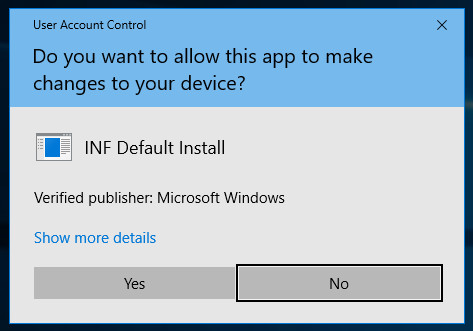 User Account Control
Do you want to allow this app to make
changes to your device?
INF Default Install
Verified publisher: Microsoft Windows
Show more details
Yes
No